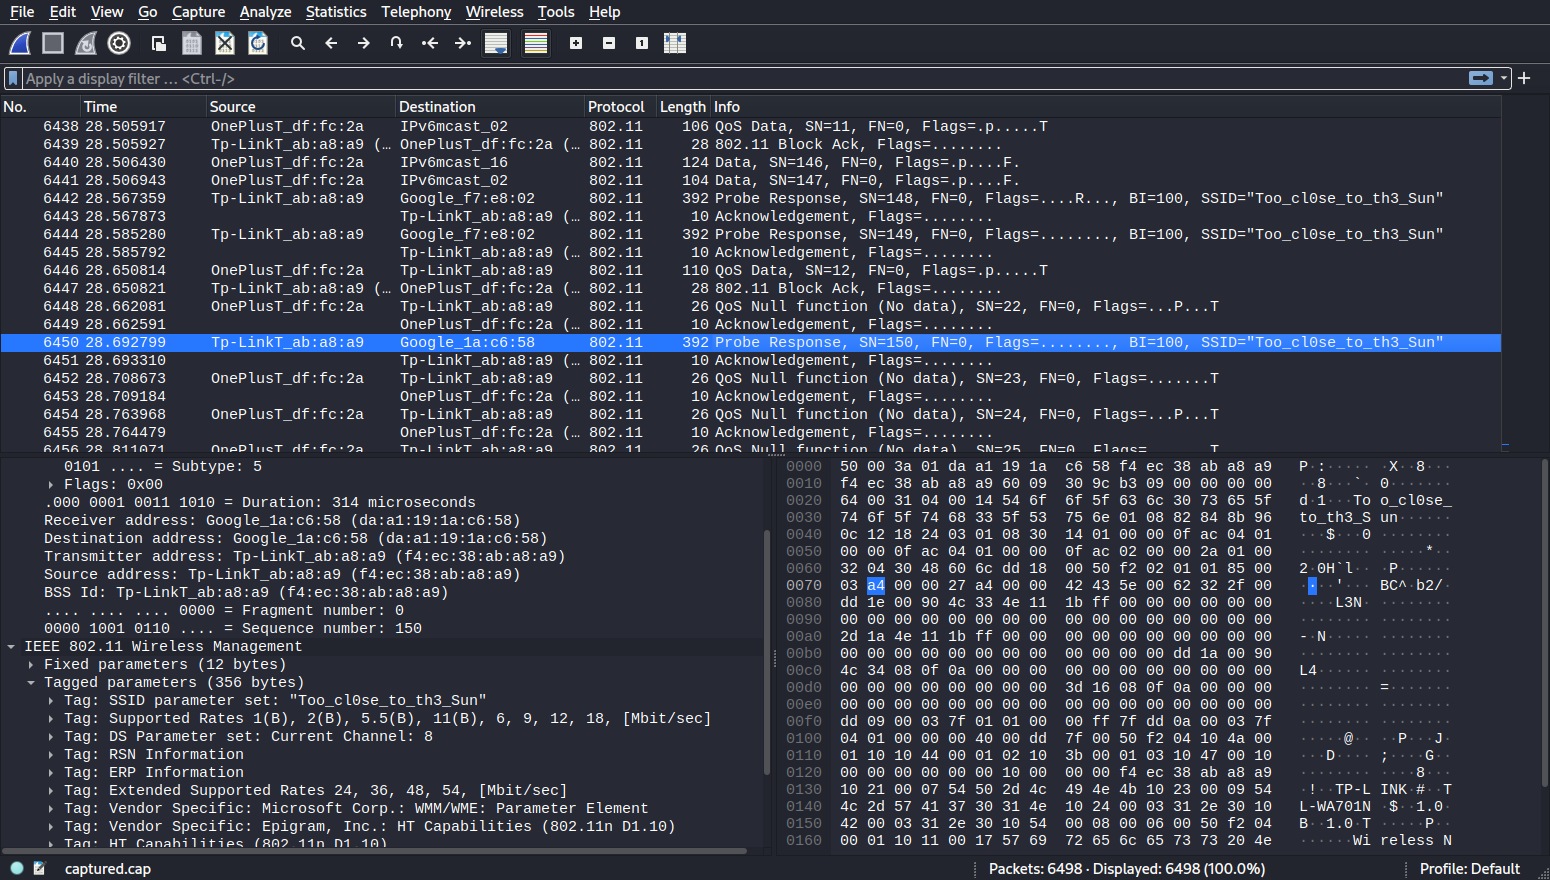 File Edit View Go Capture Analyze Statistics Telephony Wireless Tools Help
Apply a display filter … <Ctrl-/>
No. Time Source Destination Protocol Length Info
6438 28.505917 OnePlusT_df:fc:2a IPv6mcast_02 802.11 106 QoS Data, SN=11, FN=0, Flags=.p.....T
6439 28.505927 Tp-LinkT_ab:a8:a9 (… OnePlusT_df:fc:2a (… 802.11 28 802.11 Block Ack, Flags=........
6440 28.506430 OnePlusT_df:fc:2a IPv6mcast_16 802.11 124 Data, SN=146, FN=0, Flags=.p....F.
6441 28.506943 OnePlusT_df:fc:2a IPv6mcast_02 802.11 104 Data, SN=147, FN=0, Flags=.p....F.
6442 28.567359 Tp-LinkT_ab:a8:a9 Google_f7:e8:02 802.11 392 Probe Response, SN=148, FN=0, Flags=....R..., BI=100, SSID="Too_cl0se_to_th3_Sun"
6443 28.567873 Tp-LinkT_ab:a8:a9 (… 802.11 10 Acknowledgement, Flags=........
6444 28.585280 Tp-LinkT_ab:a8:a9 Google_f7:e8:02 802.11 392 Probe Response, SN=149, FN=0, Flags=........, BI=100, SSID="Too_cl0se_to_th3_Sun"
6445 28.585792 Tp-LinkT_ab:a8:a9 (… 802.11 10 Acknowledgement, Flags=........
6446 28.650814 OnePlusT_df:fc:2a Tp-LinkT_ab:a8:a9 802.11 110 QoS Data, SN=12, FN=0, Flags=.p.....T
6447 28.650821 Tp-LinkT_ab:a8:a9 (… OnePlusT_df:fc:2a (… 802.11 28 802.11 Block Ack, Flags=........
6448 28.662081 OnePlusT_df:fc:2a Tp-LinkT_ab:a8:a9 802.11 26 QoS Null function (No data), SN=22, FN=0, Flags=...P...T
6449 28.662591 OnePlusT_df:fc:2a (… 802.11 10 Acknowledgement, Flags=........
6450 28.692799 Tp-LinkT_ab:a8:a9 Google_1a:c6:58 802.11 392 Probe Response, SN=150, FN=0, Flags=........, BI=100, SSID="Too_cl0se_to_th3_Sun"
6451 28.693310 Tp-LinkT_ab:a8:a9 (… 802.11 10 Acknowledgement, Flags=........
6452 28.708673 OnePlusT_df:fc:2a Tp-LinkT_ab:a8:a9 802.11 26 QoS Null function (No data), SN=23, FN=0, Flags=.......T
6453 28.709184 OnePlusT_df:fc:2a (… 802.11 10 Acknowledgement, Flags=........
6454 28.763968 OnePlusT_df:fc:2a Tp-LinkT_ab:a8:a9 802.11 26 QoS Null function (No data), SN=24, FN=0, Flags=...P...T
6455 28.764479 OnePlusT_df:fc:2a (… 802.11 10 Acknowledgement, Flags=........
6456 28.811071 OnePlusT_df:fc:2a Tp-LinkT_ab:a8:a9 802.11 26 QoS Null function (No data), SN=25, FN=0, Flags=.......T
0101 .... = Subtype: 5
Flags: 0x00
.000 0001 0011 1010 = Duration: 314 microseconds
Receiver address: Google_1a:c6:58 (da:a1:19:1a:c6:58)
Destination address: Google_1a:c6:58 (da:a1:19:1a:c6:58)
Transmitter address: Tp-LinkT_ab:a8:a9 (f4:ec:38:ab:a8:a9)
Source address: Tp-LinkT_ab:a8:a9 (f4:ec:38:ab:a8:a9)
BSS Id: Tp-LinkT_ab:a8:a9 (f4:ec:38:ab:a8:a9)
.... .... .... 0000 = Fragment number: 0
0000 1001 0110 .... = Sequence number: 150
IEEE 802.11 Wireless Management
Fixed parameters (12 bytes)
Tagged parameters (356 bytes)
Tag: SSID parameter set: "Too_cl0se_to_th3_Sun"
Tag: Supported Rates 1(B), 2(B), 5.5(B), 11(B), 6, 9, 12, 18, [Mbit/sec]
Tag: DS Parameter set: Current Channel: 8
Tag: RSN Information
Tag: ERP Information
Tag: Extended Supported Rates 24, 36, 48, 54, [Mbit/sec]
Tag: Vendor Specific: Microsoft Corp.: WMM/WME: Parameter Element
Tag: Vendor Specific: Epigram, Inc.: HT Capabilities (802.11n D1.10)
Tag: HT Capabilities (802.11n D1.10)
0000 50 00 3a 01 da a1 19 1a c6 58 f4 ec 38 ab a8 a9 P·:····· ·X··8···
0010 f4 ec 38 ab a8 a9 60 09 30 9c b3 09 00 00 00 00 ··8···`· 0·······
0020 64 00 31 04 00 14 54 6f 6f 5f 63 6c 30 73 65 5f d·1···To o_cl0se_
0030 74 6f 5f 74 68 33 5f 53 75 6e 01 08 82 84 8b 96 to_th3_S un······
0040 0c 12 18 24 03 01 08 30 14 01 00 00 0f ac 04 01 ···$···0 ········
0050 00 00 0f ac 04 01 00 00 0f ac 02 00 00 2a 01 00 ········ ·····*··
0060 32 04 30 48 60 6c dd 18 00 50 f2 02 01 01 85 00 2·0H`l·· ·P······
0070 03 a4 00 00 27 a4 00 00 42 43 5e 00 62 32 2f 00 ····'··· BC^·b2/·
0080 dd 1e 00 90 4c 33 4e 11 1b ff 00 00 00 00 00 00 ····L3N· ········
0090 00 00 00 00 00 00 00 00 00 00 00 00 00 00 00 00 ········ ········
00a0 2d 1a 4e 11 1b ff 00 00 00 00 00 00 00 00 00 00 -·N····· ········
00b0 00 00 00 00 00 00 00 00 00 00 00 00 dd 1a 00 90 ········ ········
00c0 4c 34 08 0f 0a 00 00 00 00 00 00 00 00 00 00 00 L4······ ········
00d0 00 00 00 00 00 00 00 00 3d 16 08 0f 0a 00 00 00 ········ =·······
00e0 00 00 00 00 00 00 00 00 00 00 00 00 00 00 00 00 ········ ········
00f0 dd 09 00 03 7f 01 01 00 00 ff 7f dd 0a 00 03 7f ········ ········
0100 04 01 00 00 00 40 00 dd 7f 00 50 f2 04 10 4a 00 ·····@·· ··P···J·
0110 01 10 10 44 00 01 02 10 3b 00 01 03 10 47 00 10 ···D···· ;····G··
0120 00 00 00 00 00 00 10 00 00 00 f4 ec 38 ab a8 a9 ········ ····8···
0130 10 21 00 07 54 50 2d 4c 49 4e 4b 10 23 00 09 54 ·!··TP-L INK·#··T
0140 4c 2d 57 41 37 30 31 4e 10 24 00 03 31 2e 30 10 L-WA701N ·$··1.0·
0150 42 00 03 31 2e 30 10 54 00 08 00 06 00 50 f2 04 B··1.0·T ·····P··
0160 00 01 10 11 00 17 57 69 72 65 6c 65 73 73 20 4e ······Wi reless N
captured.cap Packets: 6498 · Displayed: 6498 (100.0%) Profile: Default